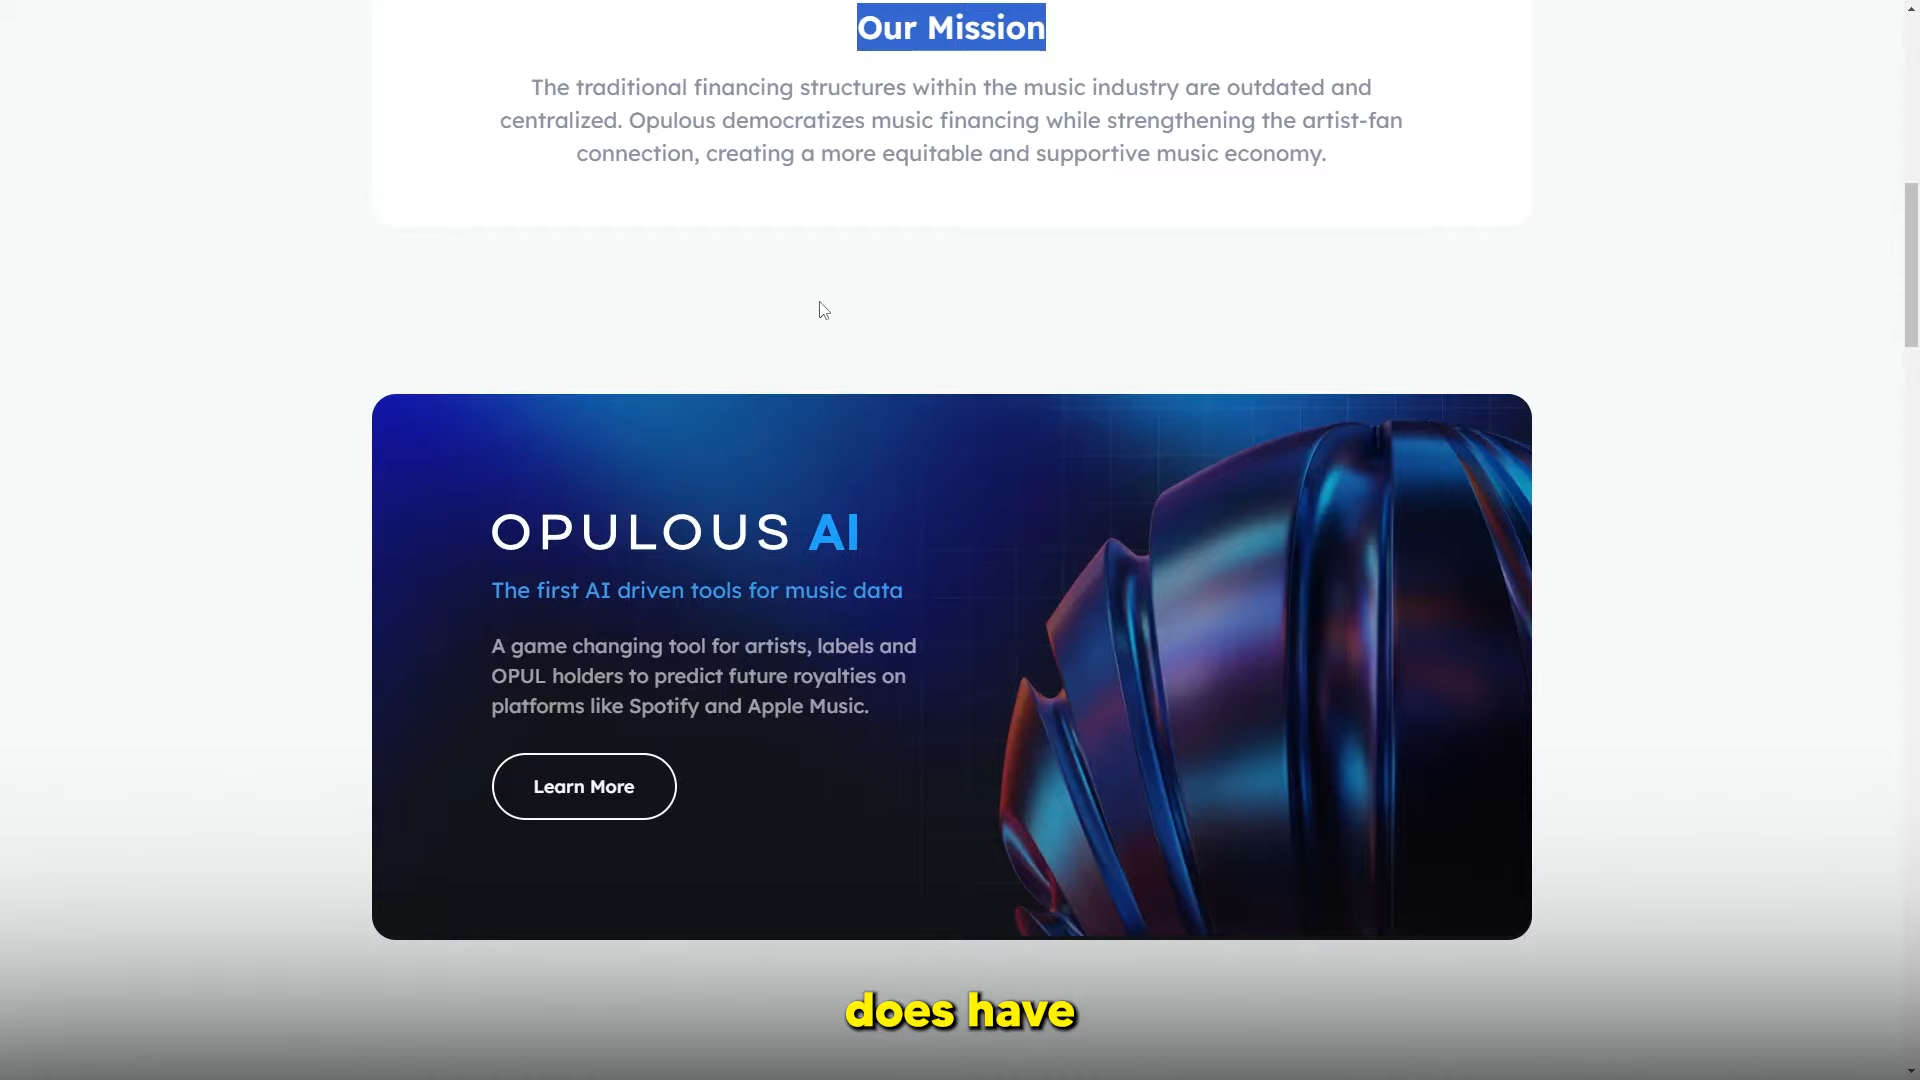 Our Mission
The traditional financing structures within the music industry are outdated and
centralized. Opulous democratizes music financing while strengthening the artist-fan
connection, creating a more equitable and supportive music economy.
OPULOUS AI
The first AI driven tools for music data
A game changing tool for artists, labels and
OPUL holders to predict future royalties on
platforms like Spotify and Apple Music.
Learn More
does have